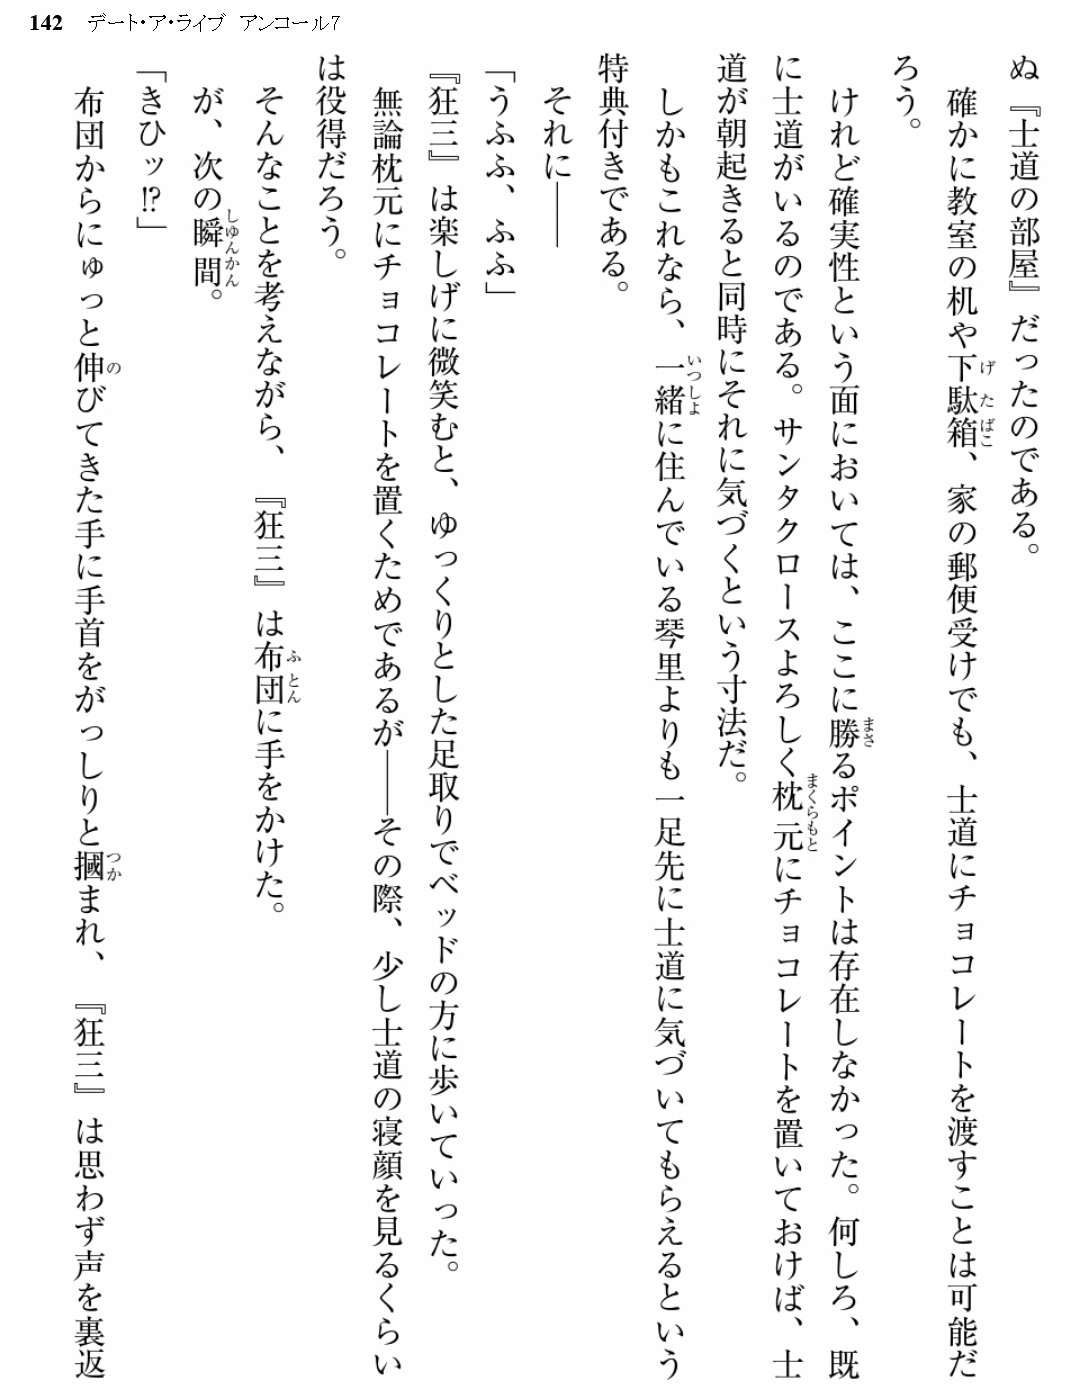 142 デート・ア・ライブ アンコール7
ぬ『士道の部屋』だったのである。
確かに教室の机や下駄箱、家の郵便受けでも、士道にチョコレートを渡すことは可能だ
ろう。
けれど確実性という面においては、ここに勝るポイントは存在しなかった。何しろ、既
に士道がいるのである。サンタクロースよろしく枕元にチョコレートを置いておけば、士
道が朝起きると同時にそれに気づくという寸法だ。
しかもこれなら、一緒に住んでいる琴里よりも一足先に士道に気づいてもらえるという
特典付きである。
それに――
「うふふ、ふふ」
『狂三』は楽しげに微笑むと、ゆっくりとした足取りでベッドの方に歩いていった。
無論枕元にチョコレートを置くためであるが――その際、少し士道の寝顔を見るくらい
は役得だろう。
そんなことを考えながら、『狂三』は布団に手をかけた。
が、次の瞬間。
「きひッ!?」
布団からにゅっと伸びてきた手に手首をがっしりと摑まれ、『狂三』は思わず声を裏返